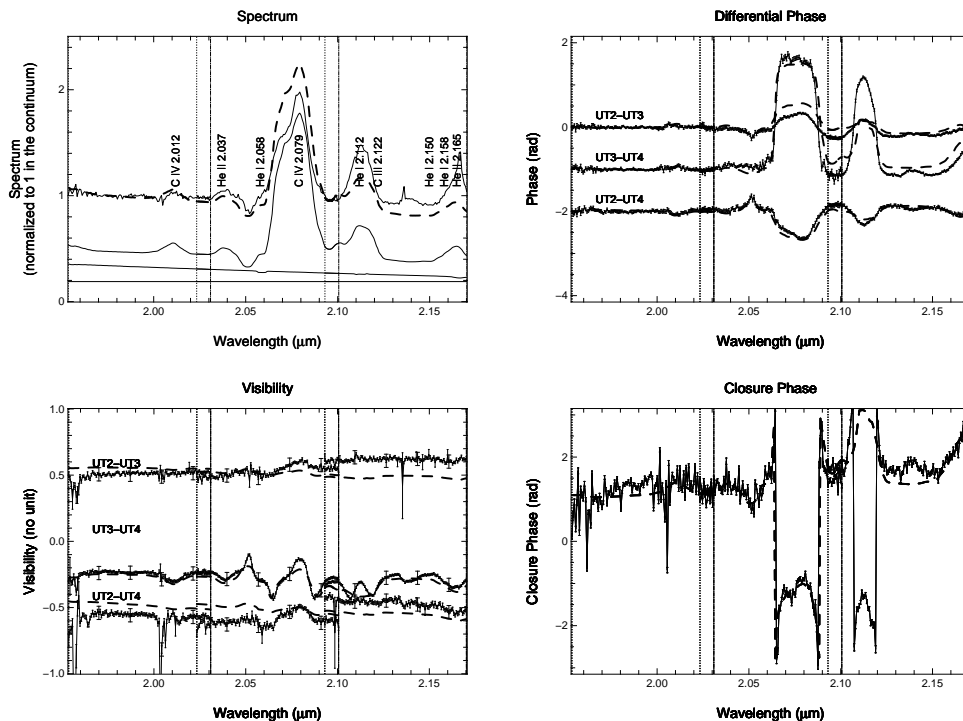 Spectrum
Spectrum
(normalized to 1 in the continuum)
2
1
0
C IV 2.012
He II 2.037
He I 2.058
C IV 2.079
He I 2.112
C III 2.122
He I 2.150
He I 2.158
He I 2.165
2.00
2.05
2.10
2.15
Wavelength (μm)
Differential Phase
Phase (rad)
2
0
−2
−4
UT2−UT3
UT3−UT4
UT2−UT4
2.00
2.05
2.10
2.15
Wavelength (μm)
Visibility
Visibility (no unit)
1.0
0.5
−0.0
−0.5
−1.0
UT2−UT3
UT3−UT4
UT2−UT4
2.00
2.05
2.10
2.15
Wavelength (μm)
Closure Phase
Closure Phase (rad)
2
0
−2
2.00
2.05
2.10
2.15
Wavelength (μm)